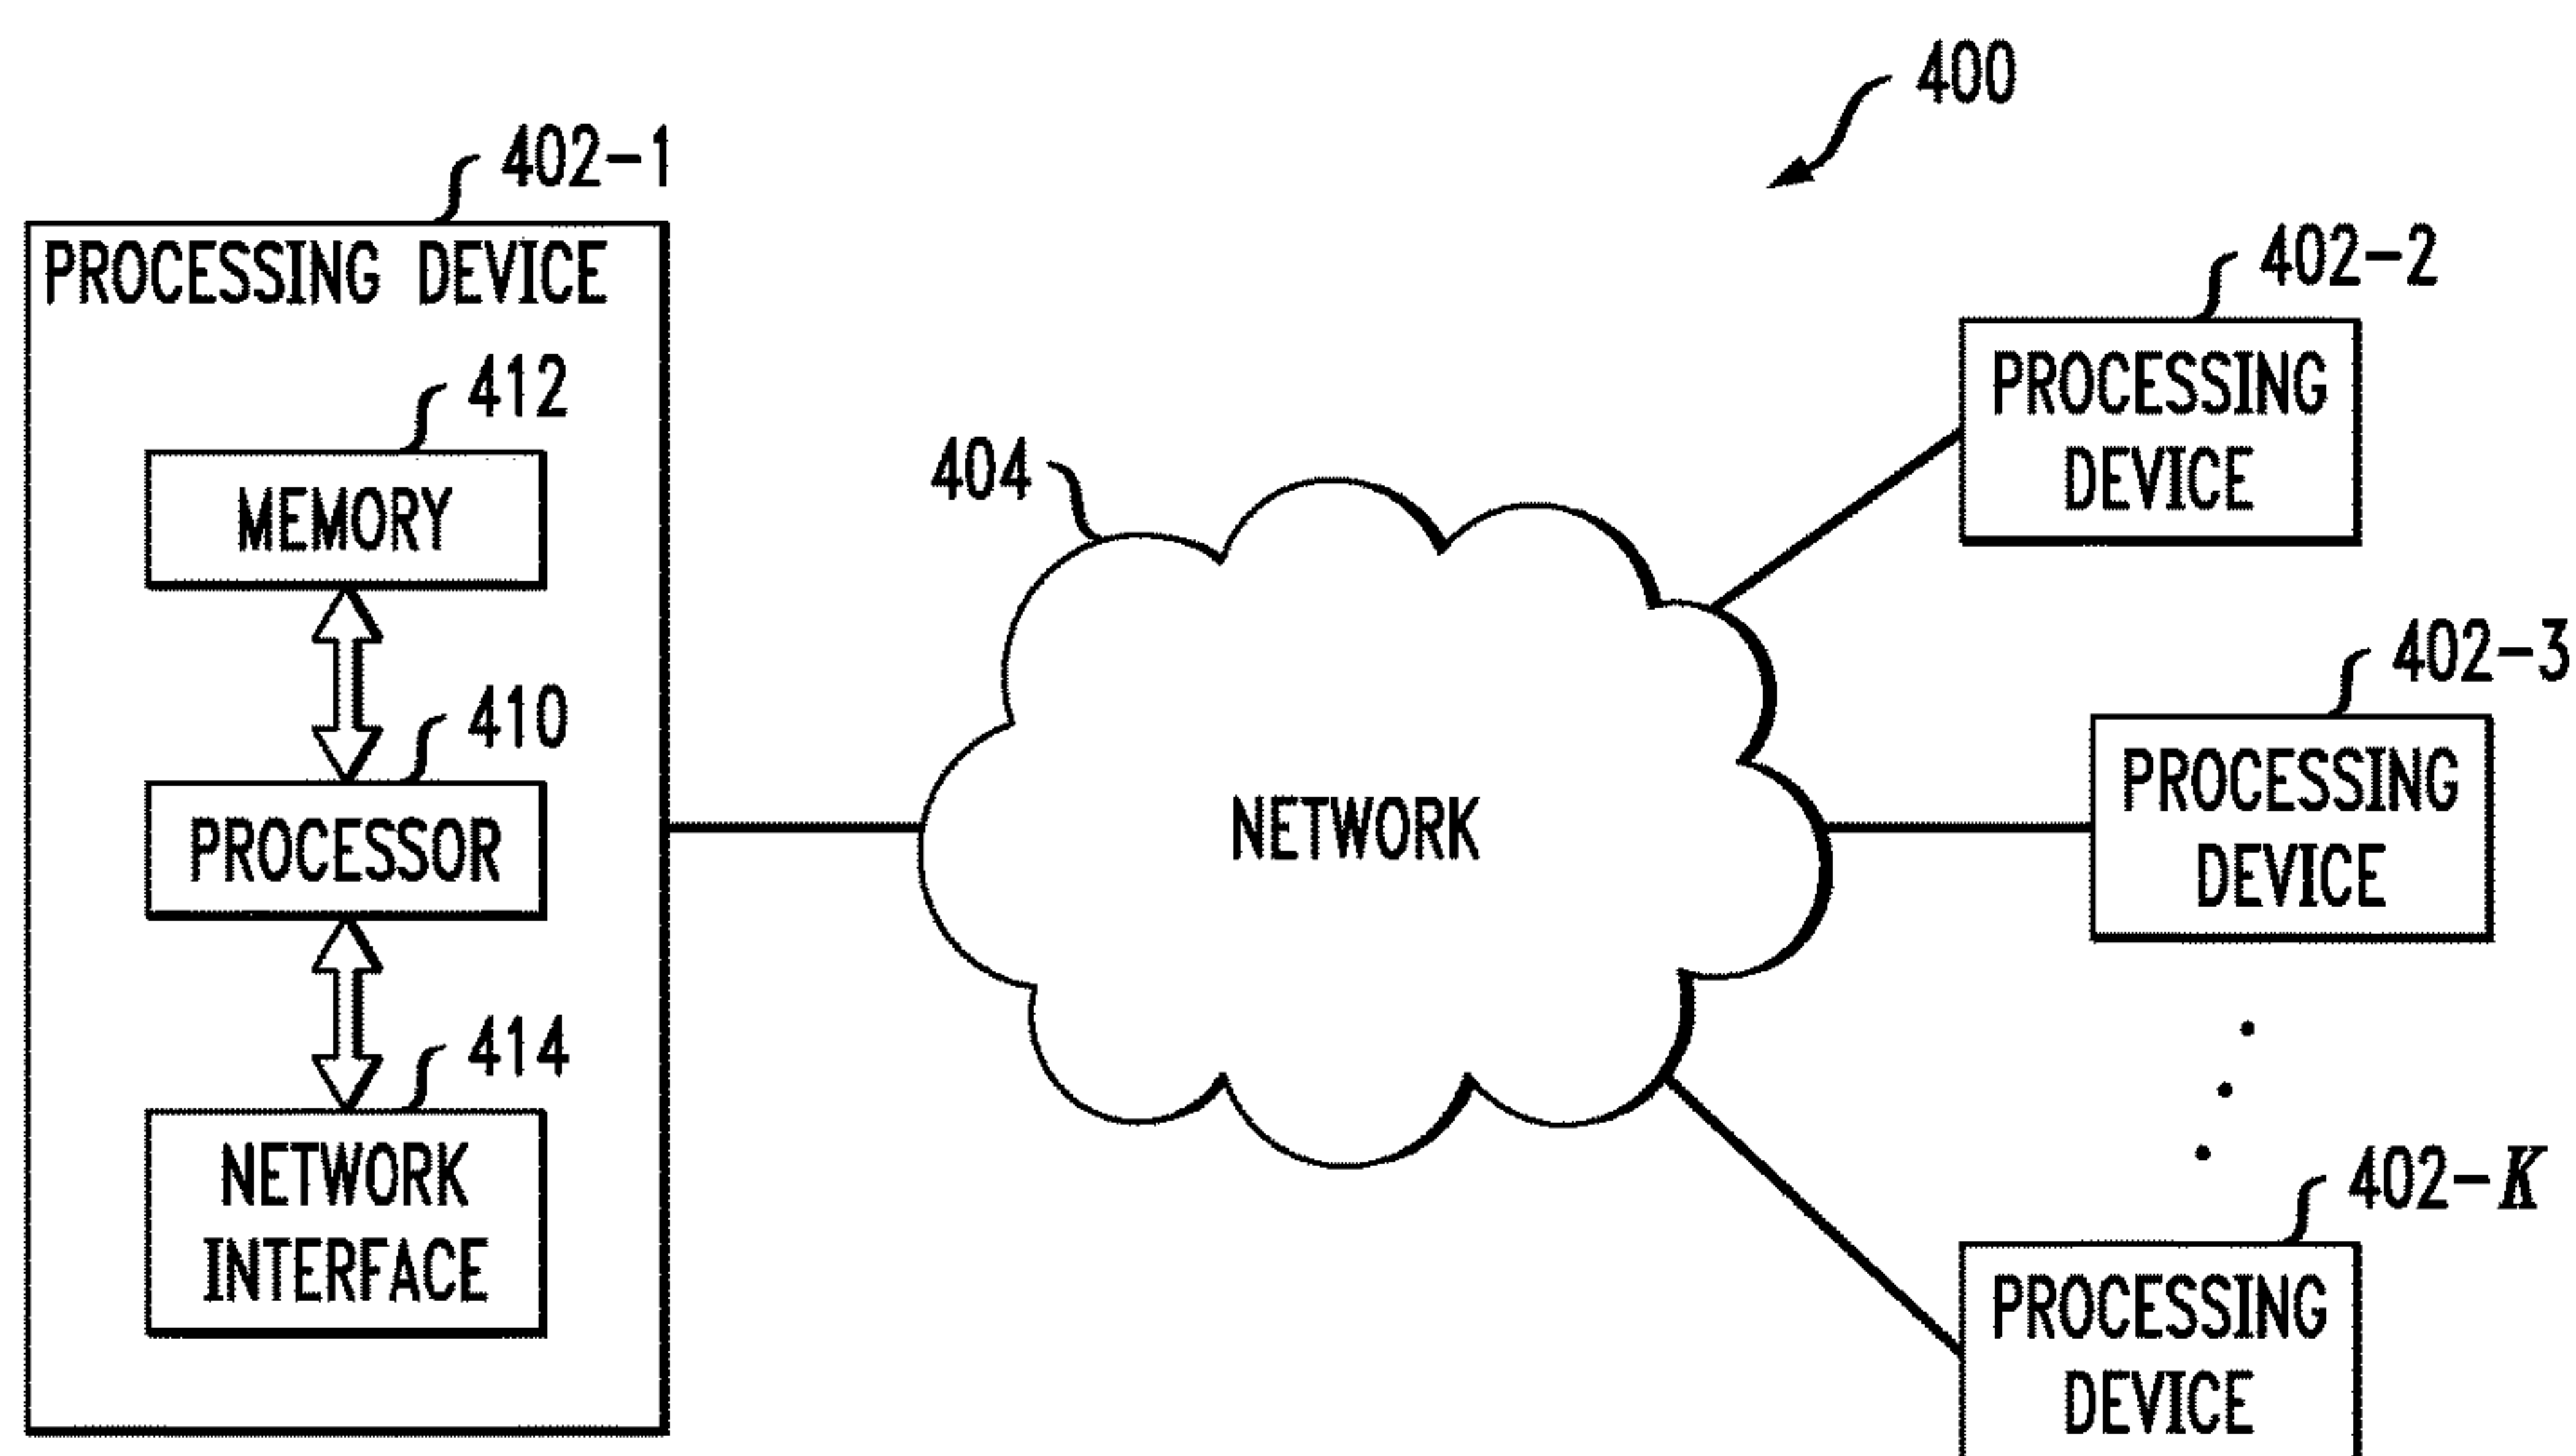 400
402-1
PROCESSING DEVICE
412
MEMORY
410
PROCESSOR
414
NETWORK
INTERFACE
404
NETWORK
402-2
PROCESSING
DEVICE
402-3
PROCESSING
DEVICE
402-K
PROCESSING
DEVICE